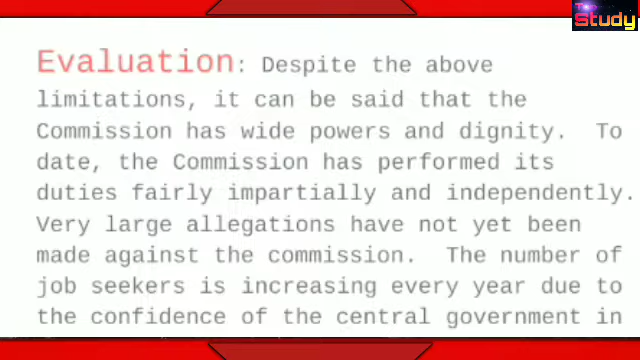 Top
Study
Evaluation: Despite the above
limitations, it can be said that the
Commission has wide powers and dignity. To
date, the Commission has performed its
duties fairly impartially and independently.
Very large allegations have not yet been
made against the commission. The number of
job seekers is increasing every year due to
the confidence of the central government in